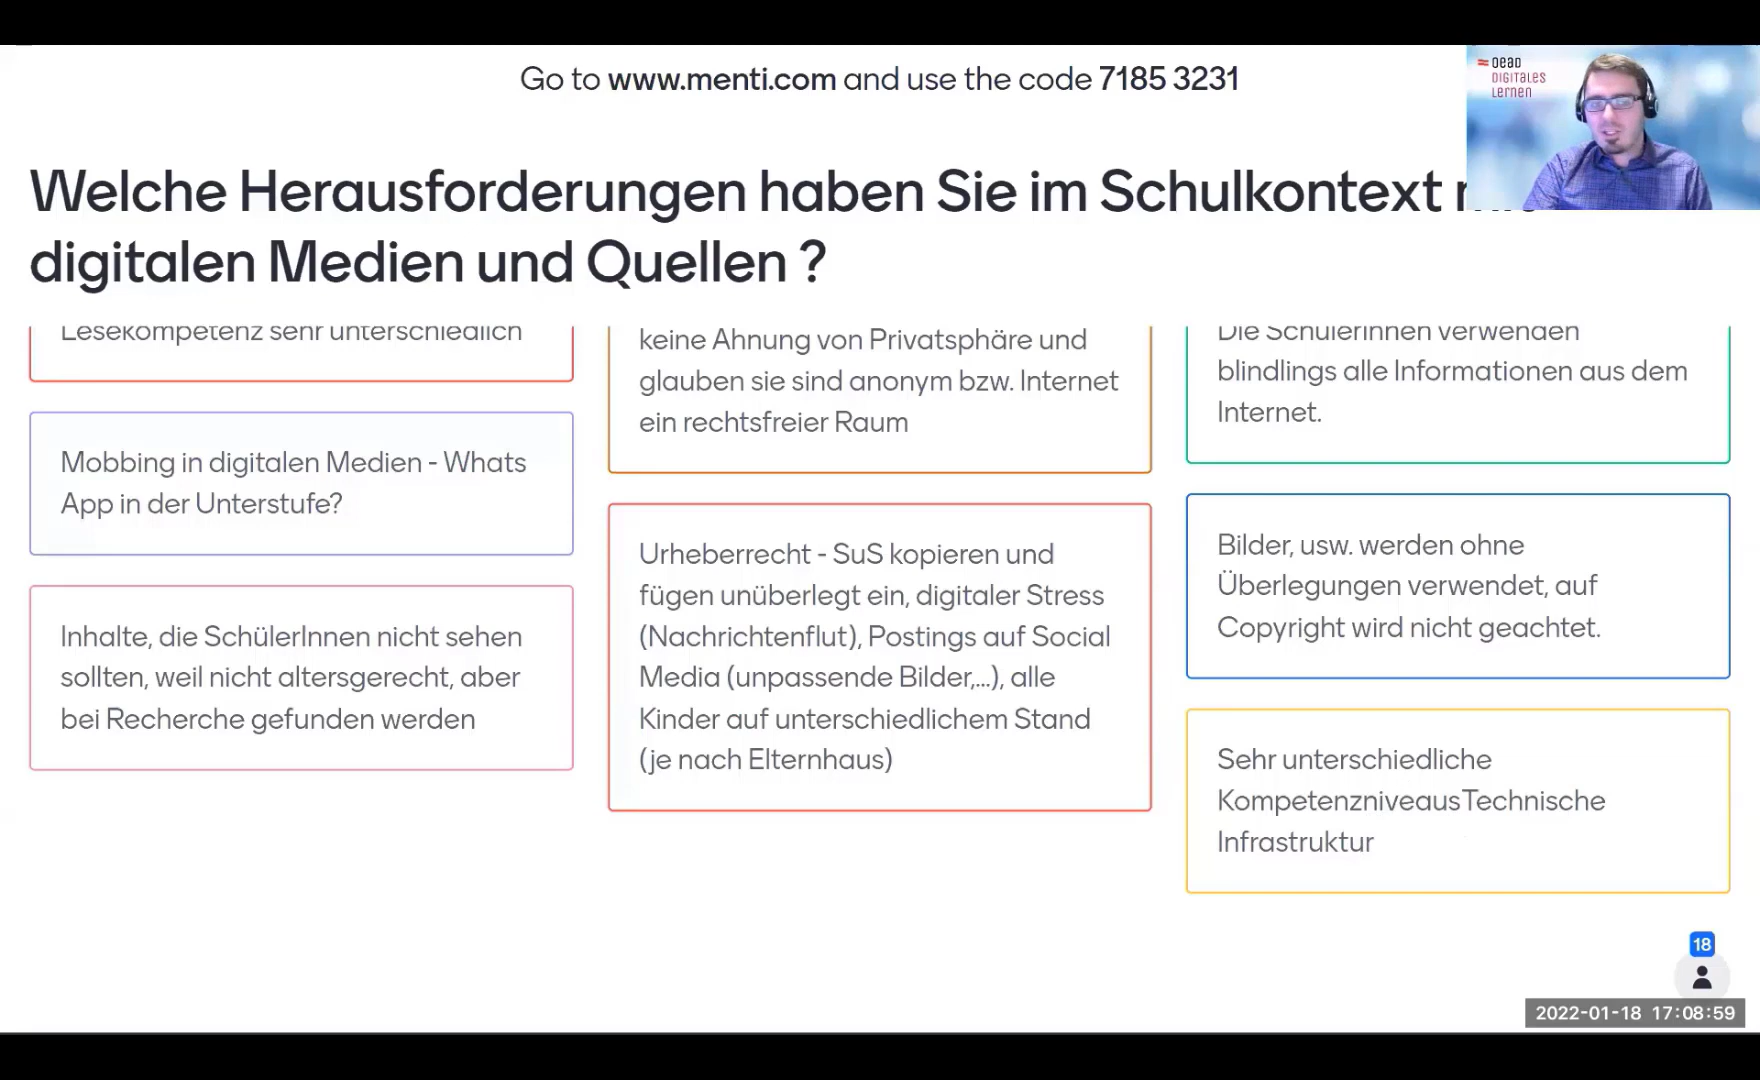 Go to www.menti.com and use the code 7185 3231
OEAD
DIGITALES
LERNEN
Welche Herausforderungen haben Sie im Schulkontext
digitalen Medien und Quellen ?
Lesekompetenz sehr unterschiedlich
Mobbing in digitalen Medien - Whats
App in der Unterstufe?
Inhalte, die SchülerInnen nicht sehen
sollten, weil nicht altersgerecht, aber
bei Recherche gefunden werden
keine Ahnung von Privatsphäre und
glauben sie sind anonym bzw. Internet
ein rechtsfreier Raum
Urheberrecht - SuS kopieren und
fügen unüberlegt ein, digitaler Stress
(Nachrichtenflut), Postings auf Social
Media (unpassende Bilder,...), alle
Kinder auf unterschiedlichem Stand
(je nach Elternhaus)
Die SchülerInnen verwenden
blindlings alle Informationen aus dem
Internet.
Bilder, usw. werden ohne
Überlegungen verwendet, auf
Copyright wird nicht geachtet.
Sehr unterschiedliche
KompetenzniveausTechnische
Infrastruktur
18
2022-01-18 17:08:59